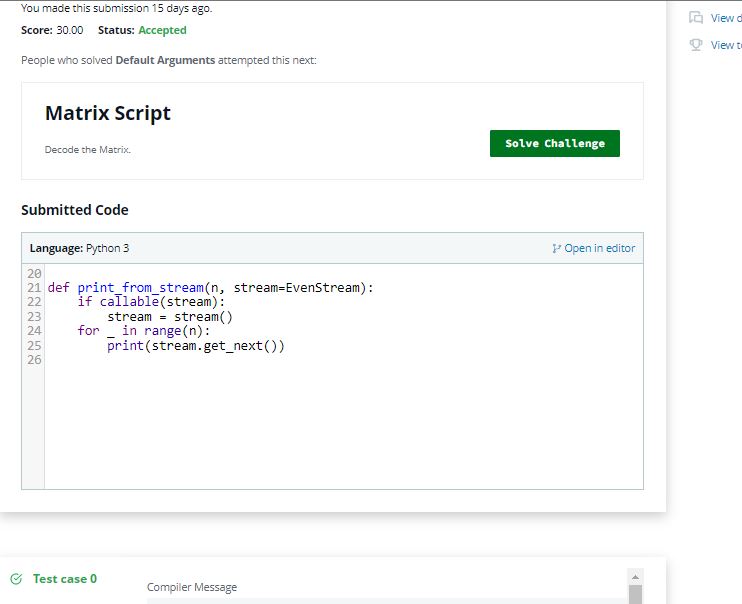 You made this submission 15 days ago.
Score: 30.00 Status: Accepted
People who solved Default Arguments attempted this next:
Matrix Script
Decode the Matrix.
Solve Challenge
Submitted Code
Language: Python 3
Open in editor
20
21 def print_from_stream(n, stream=EvenStream):
22     if callable(stream):
23         stream = stream()
24     for _ in range(n):
25         print(stream.get_next())
26
Test case 0
Compiler Message
View d
View t